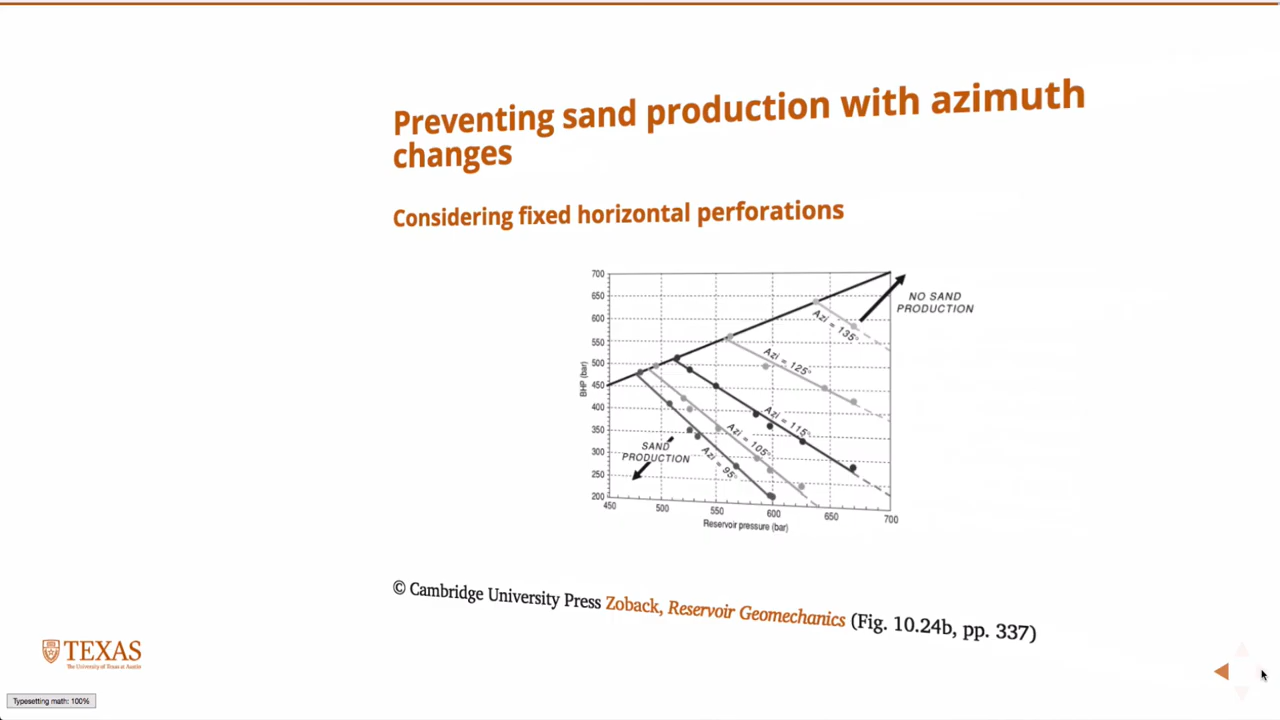 Preventing sand production with azimuth
changes
Considering fixed horizontal perforations
700
650
600
550
500
450
400
350
300
250
200
BHP (bar)
450
500
550
600
650
700
Reservoir pressure (bar)
NO SAND
PRODUCTION
Azi = 135°
Azi = 125°
Azi = 115°
Azi = 105°
Azi = 95°
SAND
PRODUCTION
© Cambridge University Press Zoback, Reservoir Geomechanics (Fig. 10.24b, pp. 337)
TEXAS
The University of Texas at Austin
Typesetting math: 100%